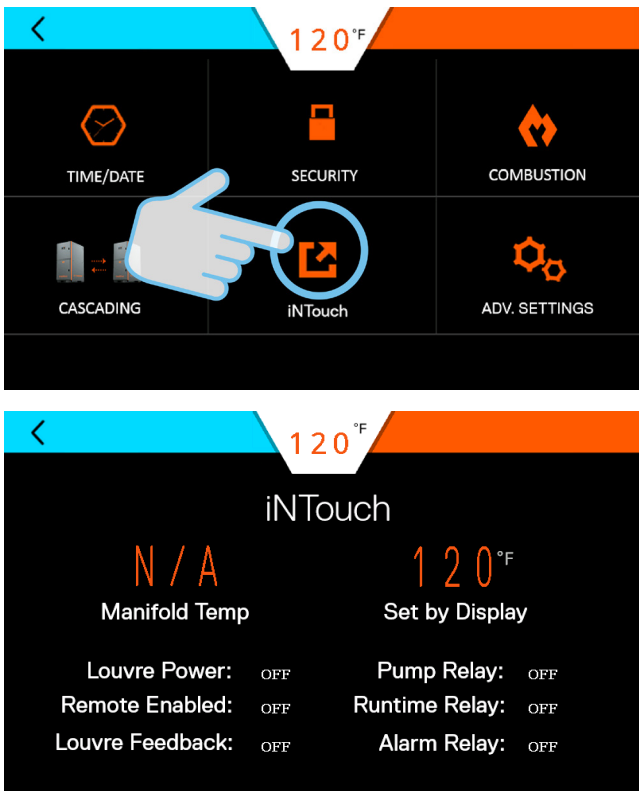 120°F
TIME/DATE SECURITY COMBUSTION
CASCADING iNTouch ADV. SETTINGS
120°F
iNTouch
N/A 120°F
Manifold Temp Set by Display
Louvre Power: OFF Pump Relay: OFF
Remote Enabled: OFF Runtime Relay: OFF
Louvre Feedback: OFF Alarm Relay: OFF